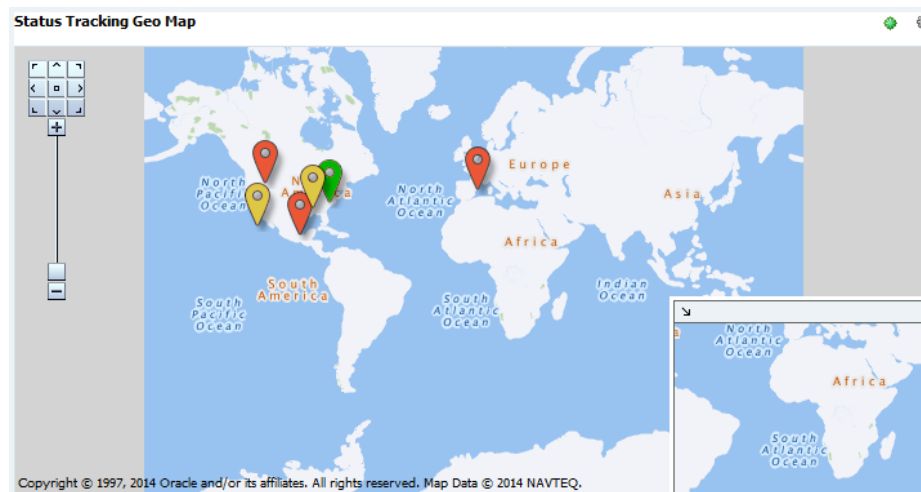 Status Tracking Geo Map
Europe
North
Pacific
Ocean
North
Atlantic
Ocean
Asia
Africa
South
America
Indian
Ocean
South
Pacific
Ocean
South
Atlantic
Ocean
North
Atlantic
Ocean
Africa
South
Atlantic
Ocean
Copyright © 1997, 2014 Oracle and/or its affiliates. All rights reserved. Map Data © 2014 NAVTEQ.